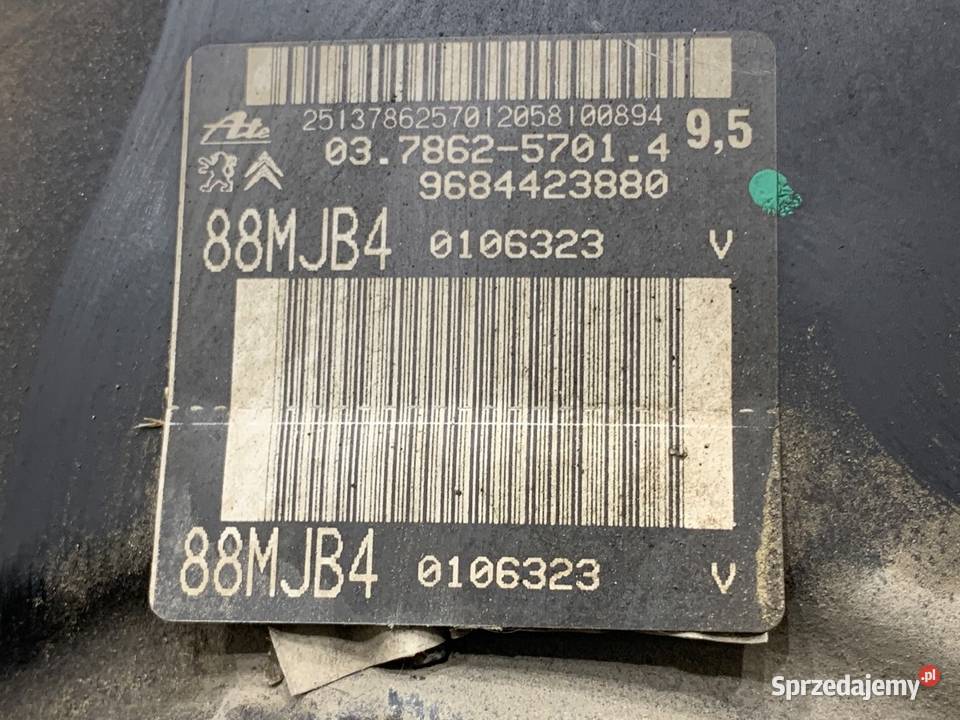 2513786257012058100894
Ate
03.7862-5701.4
9,5
9684423880
88MJB4 0106323 V
88MJB4 0106323 V
Sprzedajemy.pl